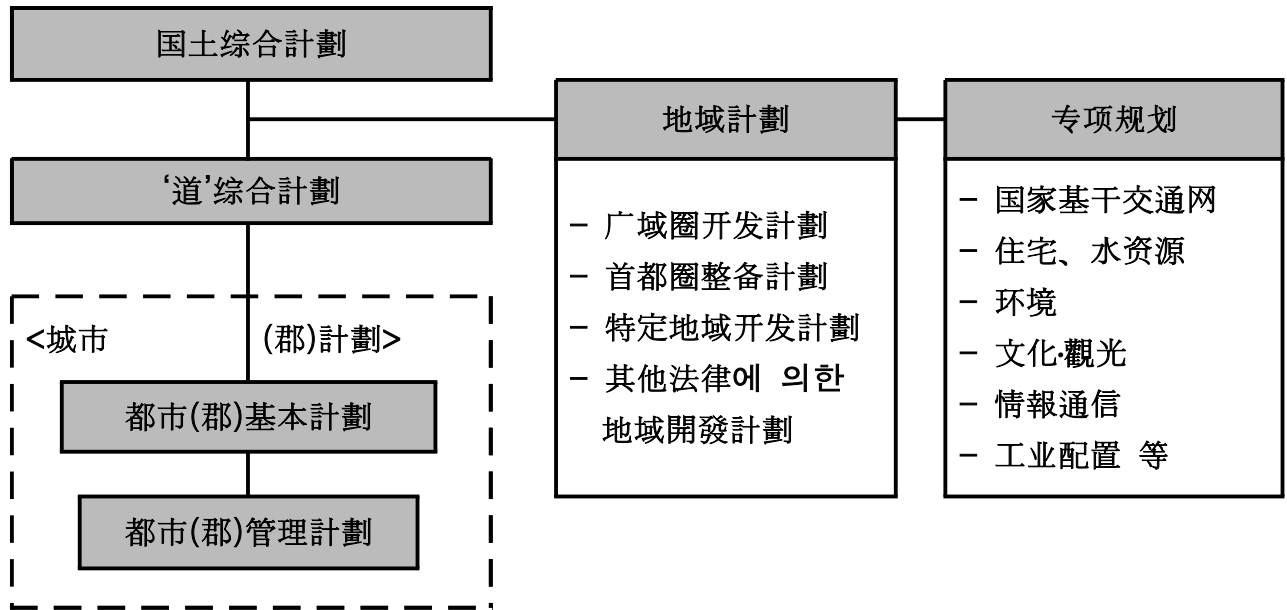 国土综合計劃
'道'综合計劃
<城市 (郡)計劃>
都市(郡)基本計劃
都市(郡)管理計劃
地域計劃
– 广域圈开发計劃
– 首都圈整备計劃
– 特定地域开发計劃
– 其他法律에 의한
地域開發計劃
专项规划
– 国家基干交通网
– 住宅、水资源
– 环境
– 文化·觀光
– 情報通信
– 工业配置 等